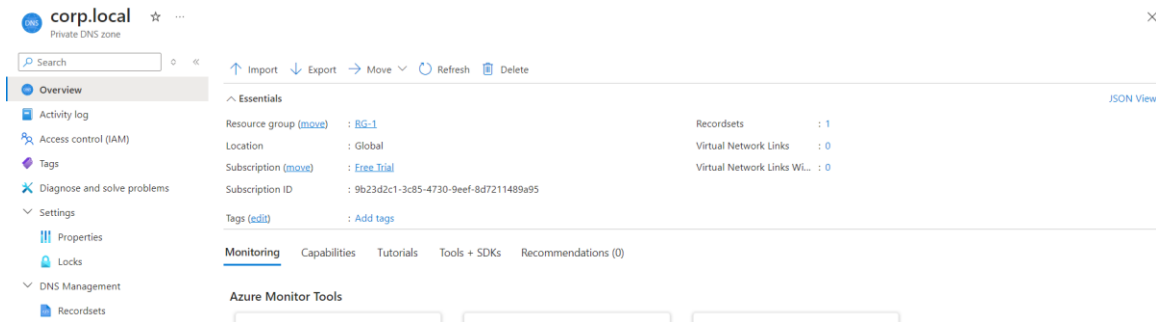 corp.local
Private DNS zone
Search
Import Export Move Refresh Delete
Overview
Activity log
Access control (IAM)
Tags
Diagnose and solve problems
Settings
Properties
Locks
DNS Management
Recordsets
Essentials
JSON View
Resource group (move) : RG-1
Location : Global
Subscription (move) : Free Trial
Subscription ID : 9b23d2c1-3c85-4730-9eef-8d7211489a95
Tags (edit) : Add tags
Recordsets : 1
Virtual Network Links : 0
Virtual Network Links Wi... : 0
Monitoring Capabilities Tutorials Tools + SDKs Recommendations (0)
Azure Monitor Tools